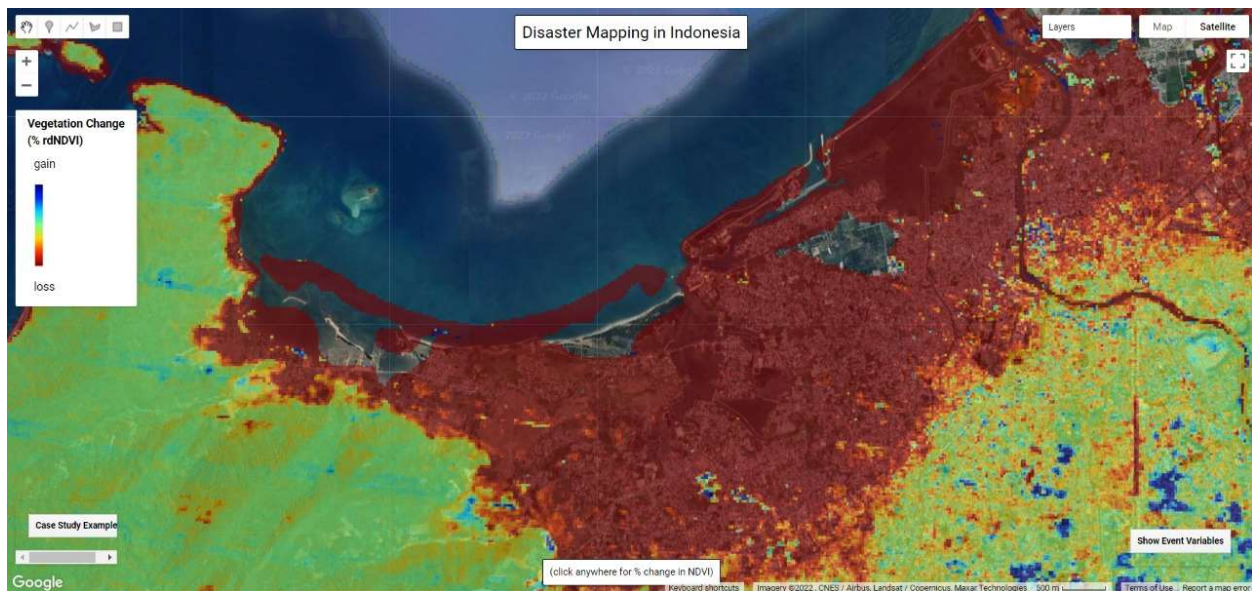 Disaster Mapping in Indonesia
Layers
Map
Satellite
+
−
Vegetation Change
(% rdNDVI)
gain
loss
Case Study Example
Show Event Variables
(click anywhere for % change in NDVI)
Google
Keyboard shortcuts
Imagery ©2022 , CNES / Airbus, Landsat / Copernicus, Maxar Technologies
500 m
Terms of Use
Report a map error